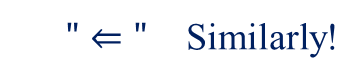 " ⇐ " Similarly!